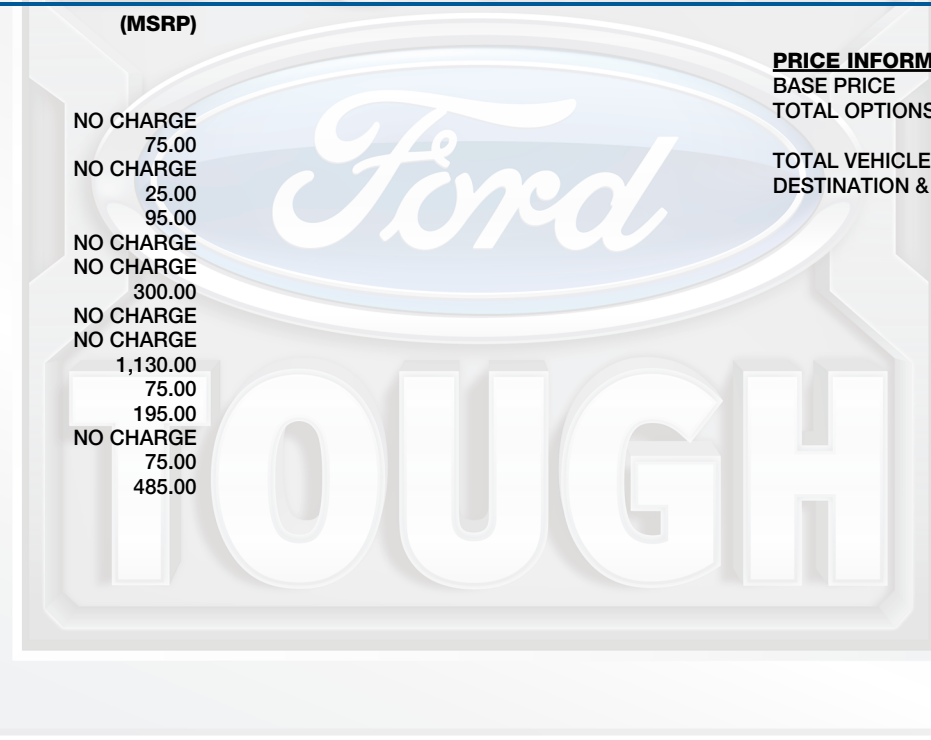 (MSRP)
NO CHARGE
75.00
NO CHARGE
25.00
95.00
NO CHARGE
NO CHARGE
300.00
NO CHARGE
NO CHARGE
1,130.00
75.00
195.00
NO CHARGE
75.00
485.00
PRICE INFORM
BASE PRICE
TOTAL OPTIONS
TOTAL VEHICLE
DESTINATION &
Ford
TOUGH